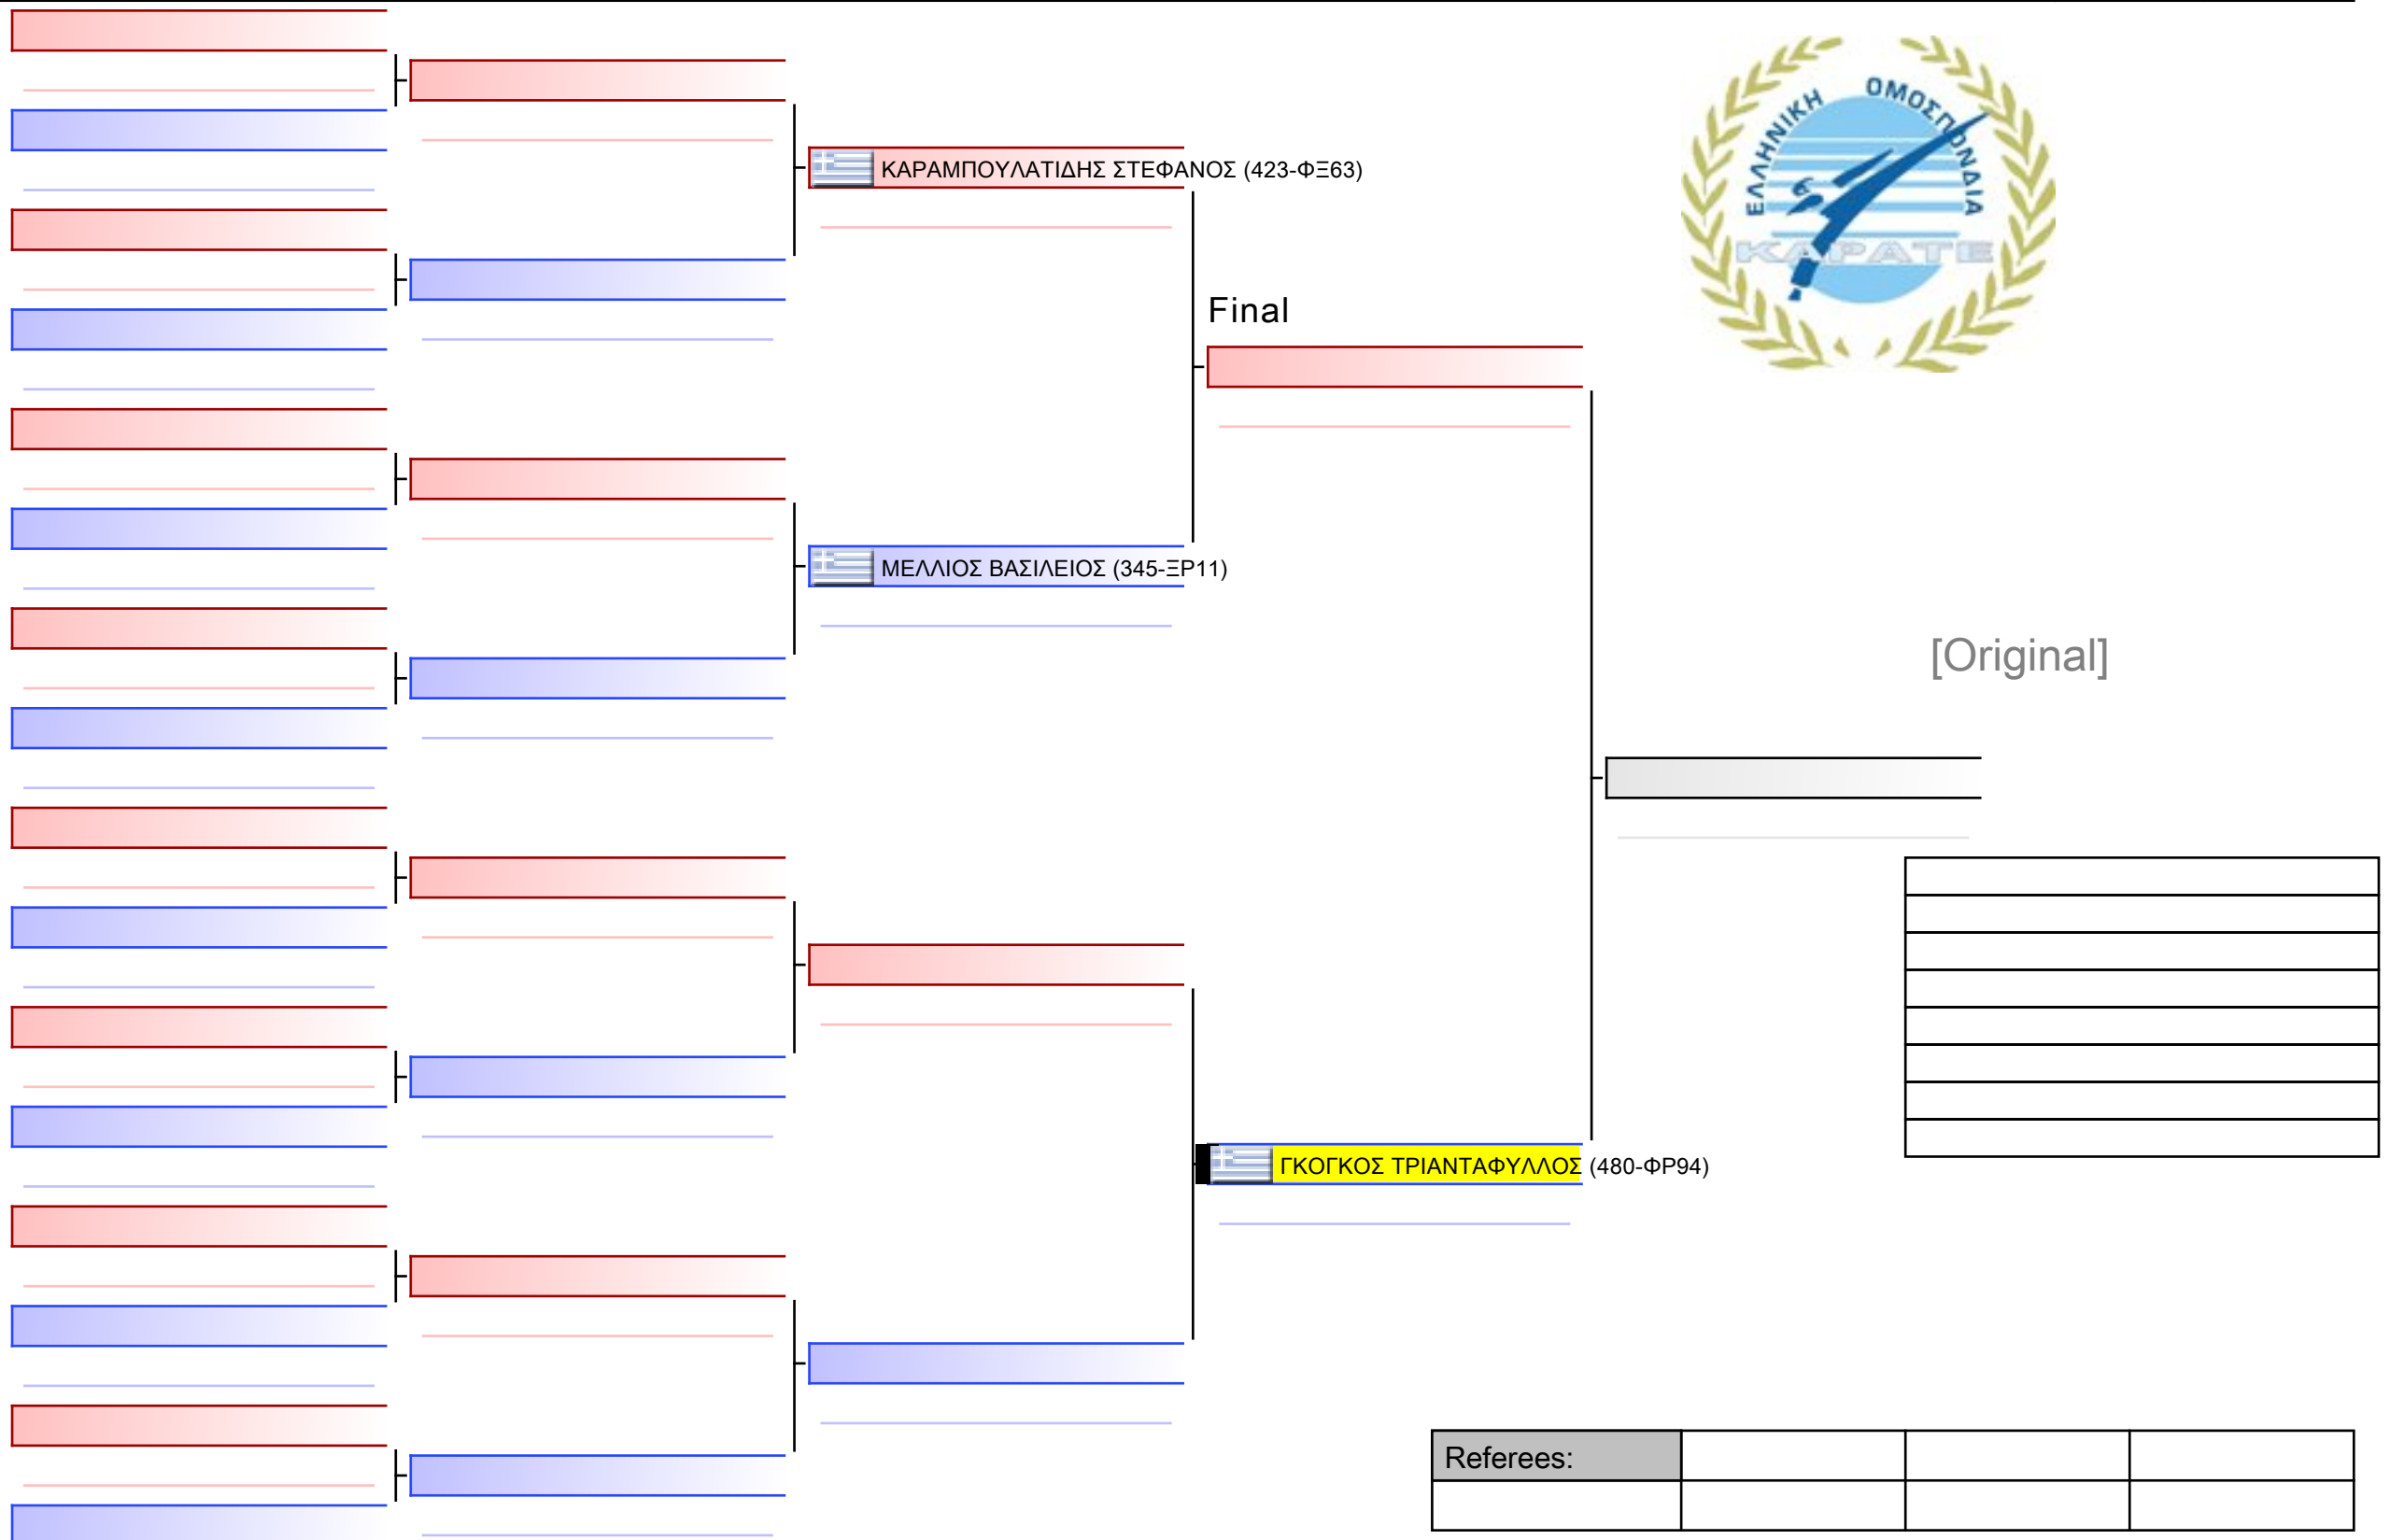 ΕΛΛΗΝΙΚΗ ΟΜΟΣΠΟΝΔΙΑ
ΚΑΡΑΤΕ
ΚΑΡΑΜΠΟΥΛΑΤΙΔΗΣ ΣΤΕΦΑΝΟΣ (423-ΦΞ63)
Final
ΜΕΛΛΙΟΣ ΒΑΣΙΛΕΙΟΣ (345-ΞΡ11)
[Original]
ΓΚΟΓΚΟΣ ΤΡΙΑΝΤΑΦΥΛΛΟΣ (480-ΦΡ94)
Referees: